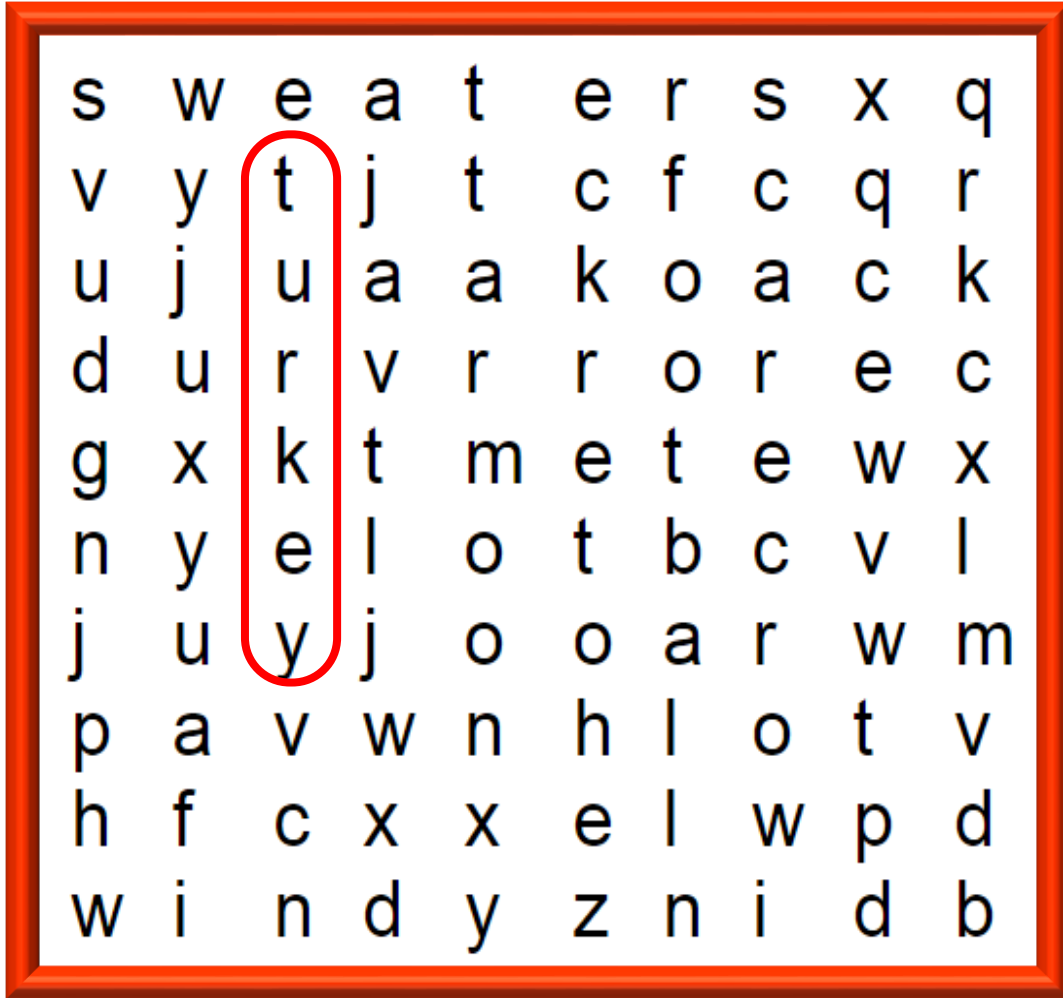 s w e a t e r s x q
v y t j t c f c q r
u j u a a k o a c k
d u r v r r o r e c
g x k t m e t e w x
n y e l o t b c v l
j u y j o o a r w m
p a v w n h l o t v
h f c x x e l w p d
w i n d y z n i d b